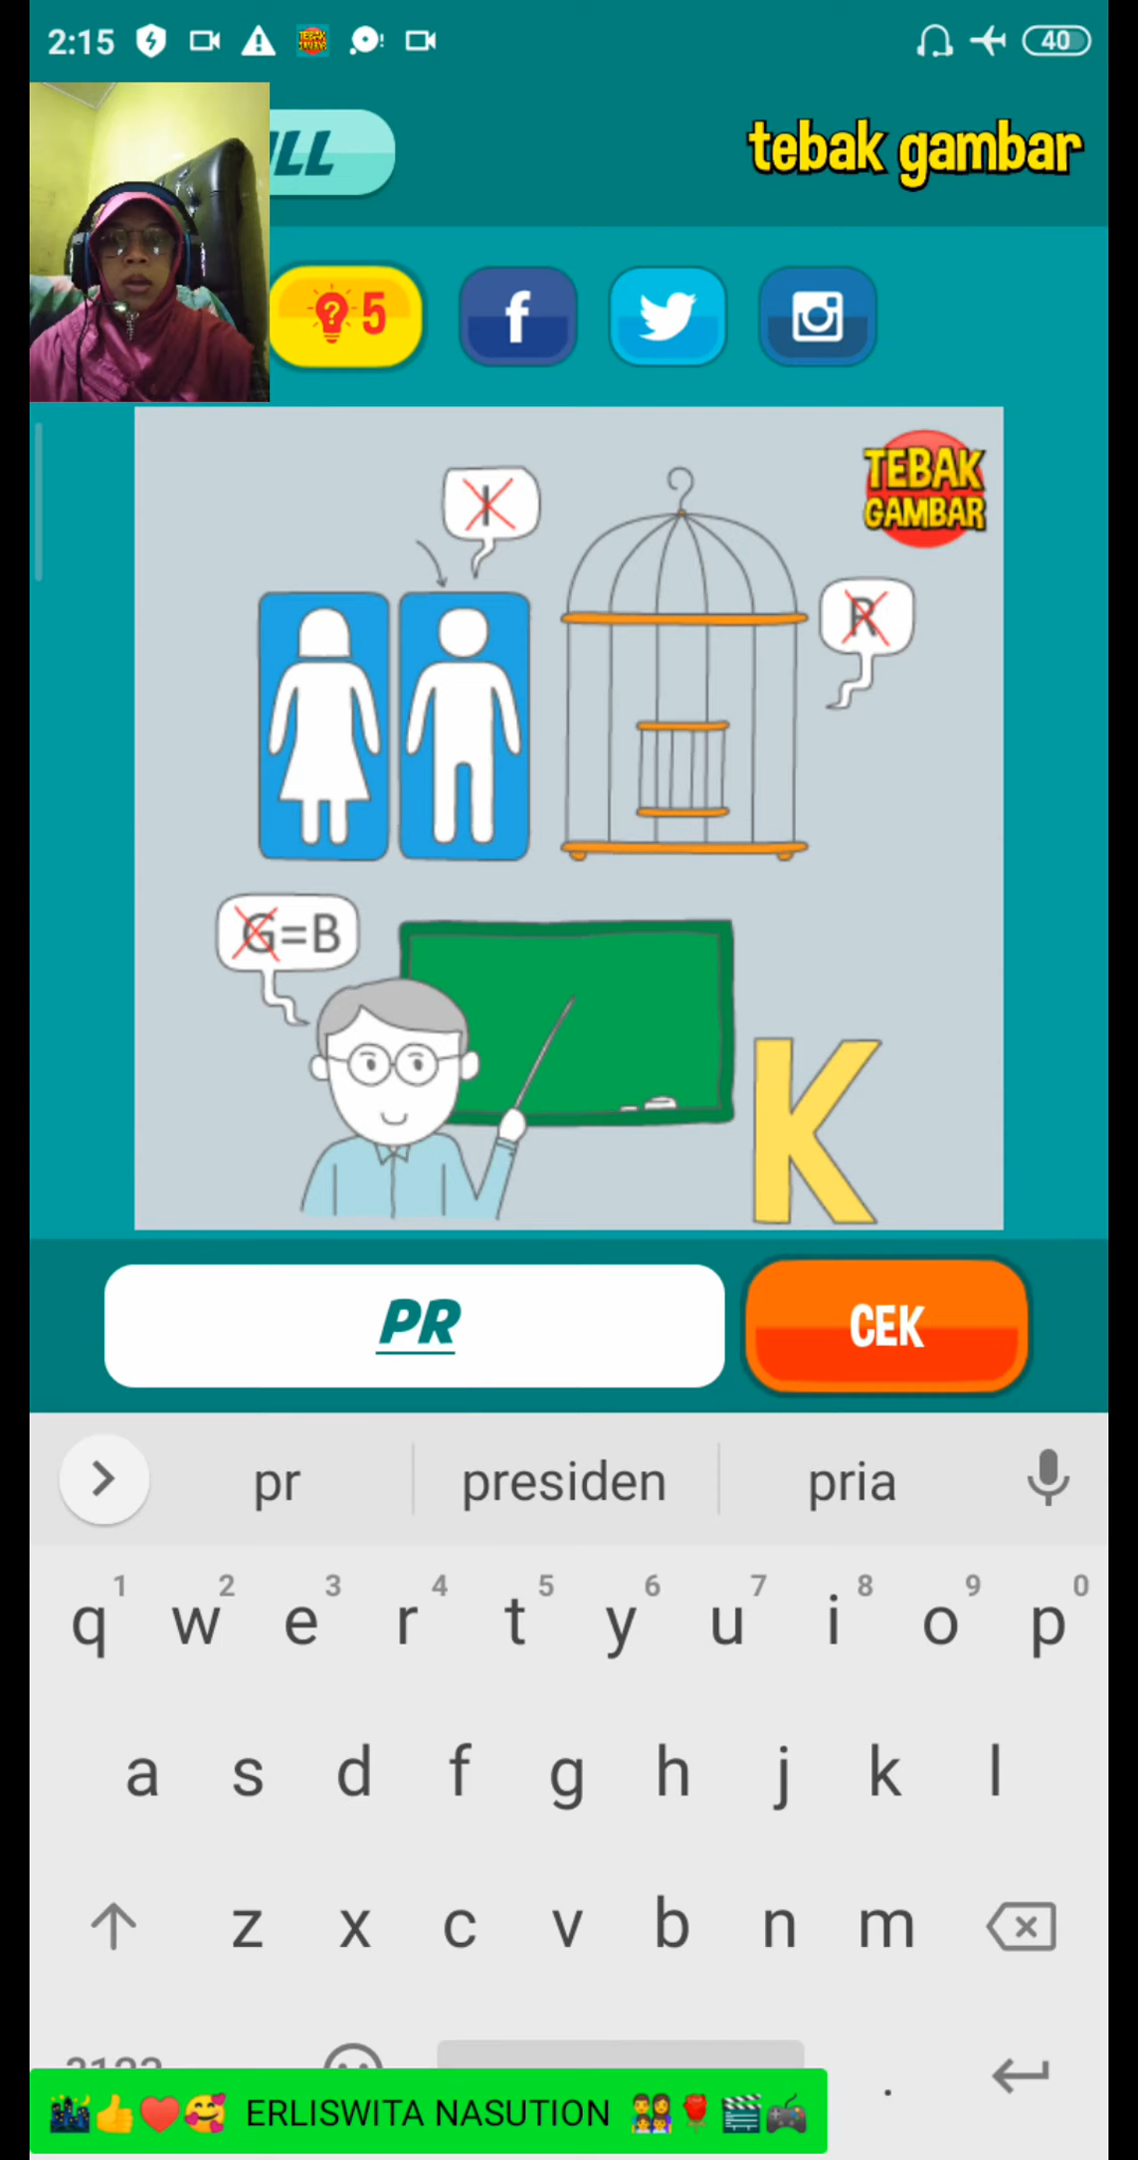 2:15
40
ILL
tebak gambar
5
f
I
TEBAK
GAMBAR
R
G=B
K
PR
CEK
pr
presiden
pria
1 2 3 4 5 6 7 8 9 0
q w e r t y u i o p
a s d f g h j k l
z x c v b n m
.
ERLISWITA NASUTION